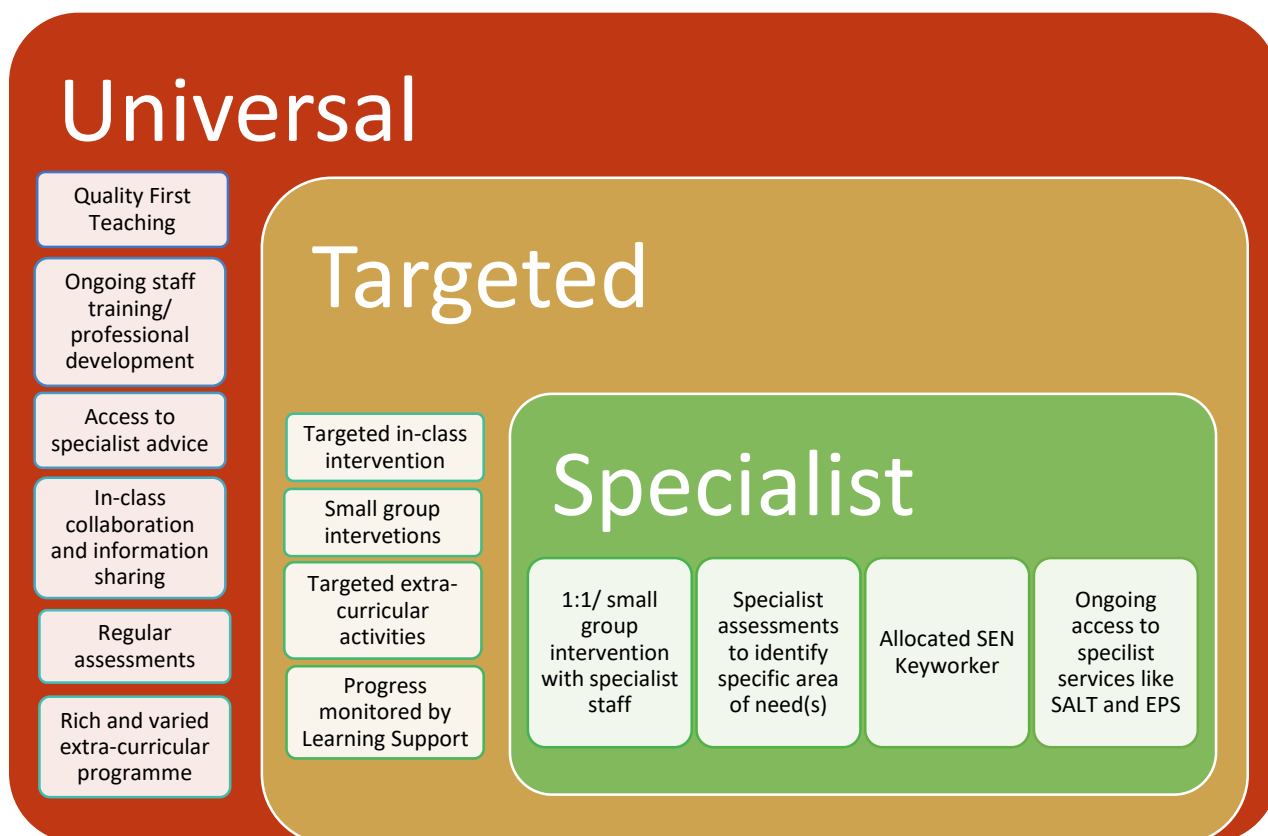 Universal
Quality First
Teaching
Ongoing staff
training/
professional
development
Access to
specialist advice
In-class
collaboration
and information
sharing
Regular
assessments
Rich and varied
extra-curricular
programme
Targeted
Targeted in-class
intervention
Small group
intervetions
Targeted extra-
curricular
activities
Progress
monitored by
Learning Support
Specialist
1:1/ small
group
intervention
with specialist
staff
Specialist
assessments
to identify
specific area
of need(s)
Allocated SEN
Keyworker
Ongoing
access to
specilist
services like
SALT and EPS